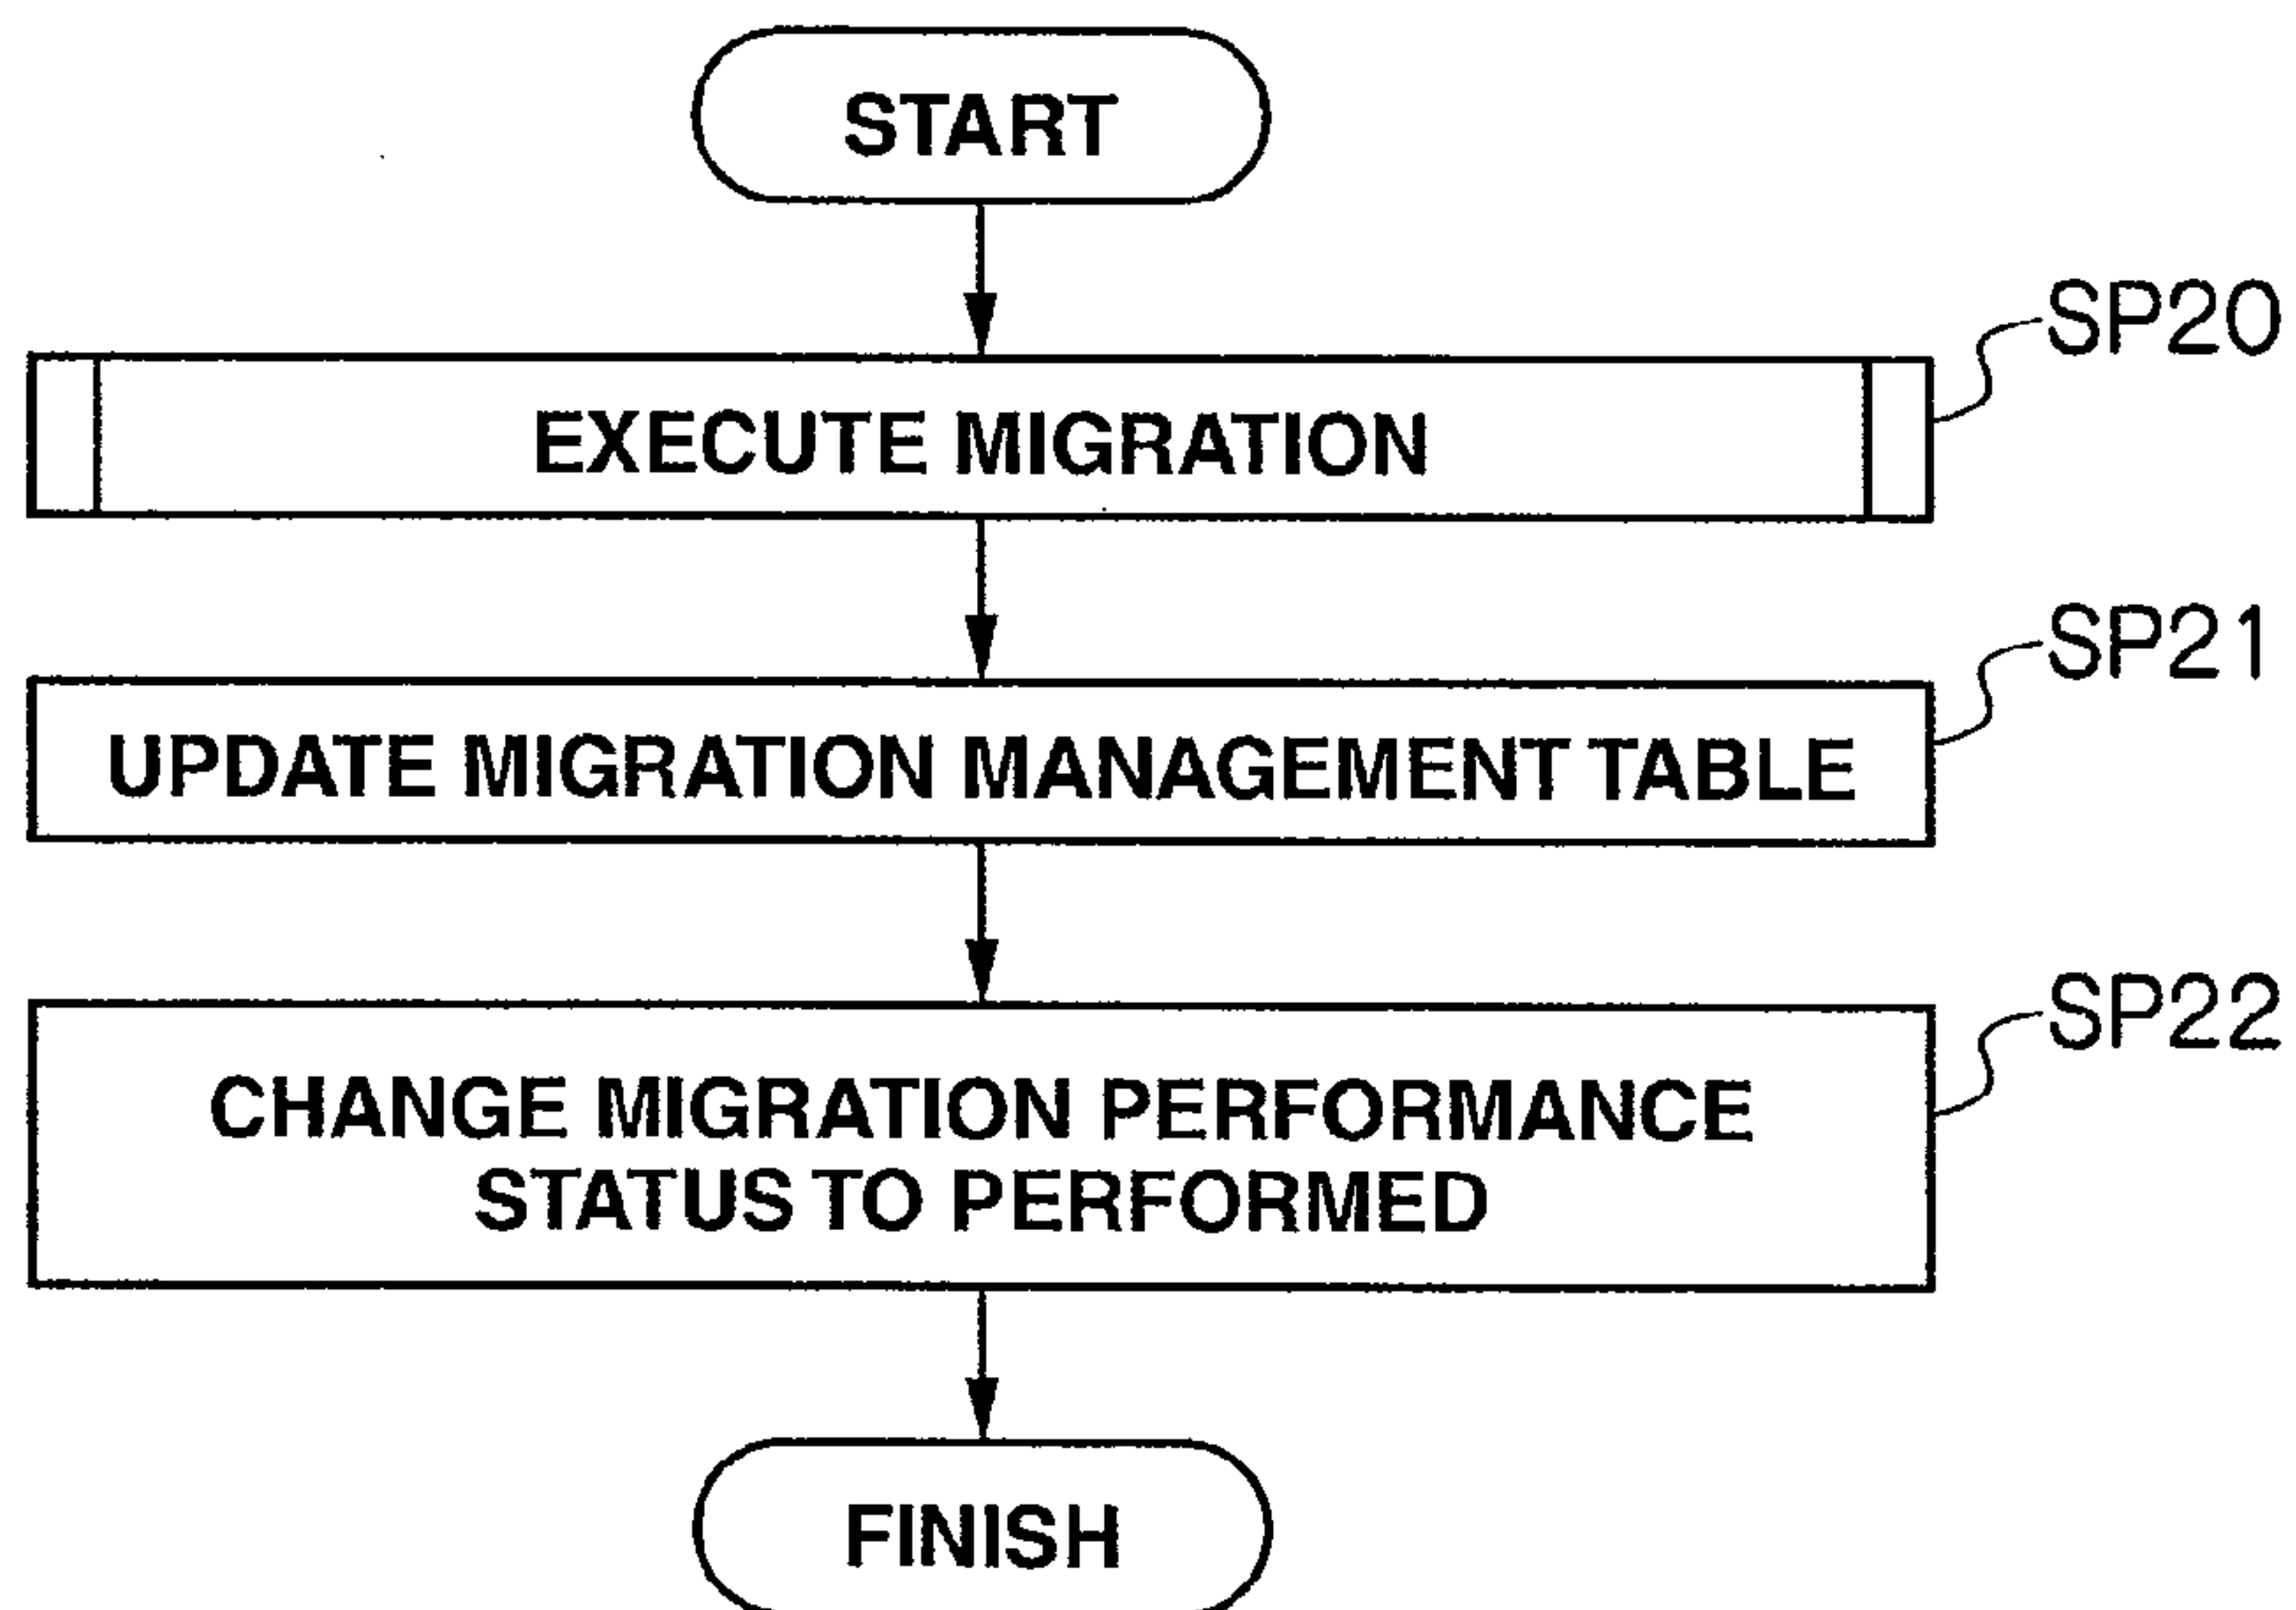 START
SP20
EXECUTE MIGRATION
SP21
UPDATE MIGRATION MANAGEMENT TABLE
SP22
CHANGE MIGRATION PERFORMANCE
STATUS TO PERFORMED
FINISH